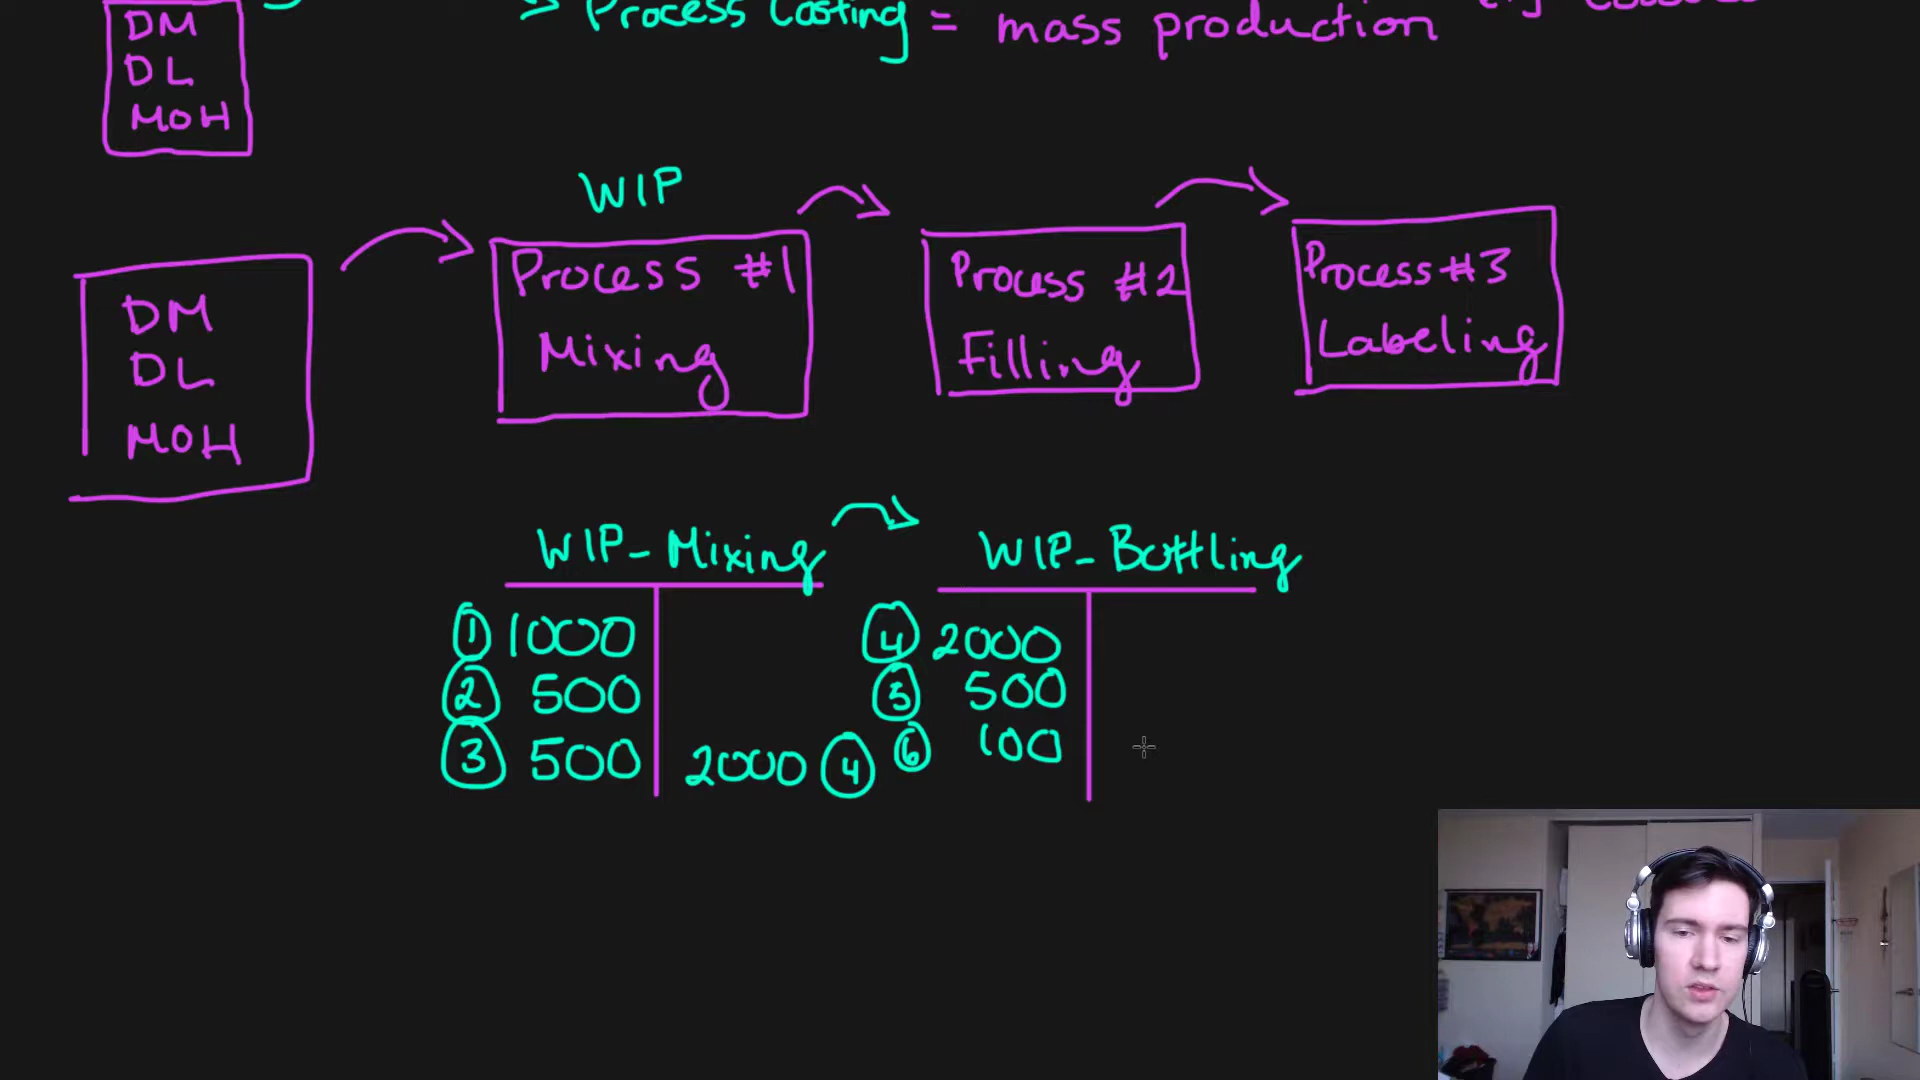 DM
DL
MOH
Process Costing = mass production
WIP
DM
DL
MOH
Process #1
Mixing
Process #2
Filling
Process #3
Labeling
WIP-Mixing
1 1000
2 500
3 500 2000 4
WIP-Bottling
4 2000
5 500
6 100